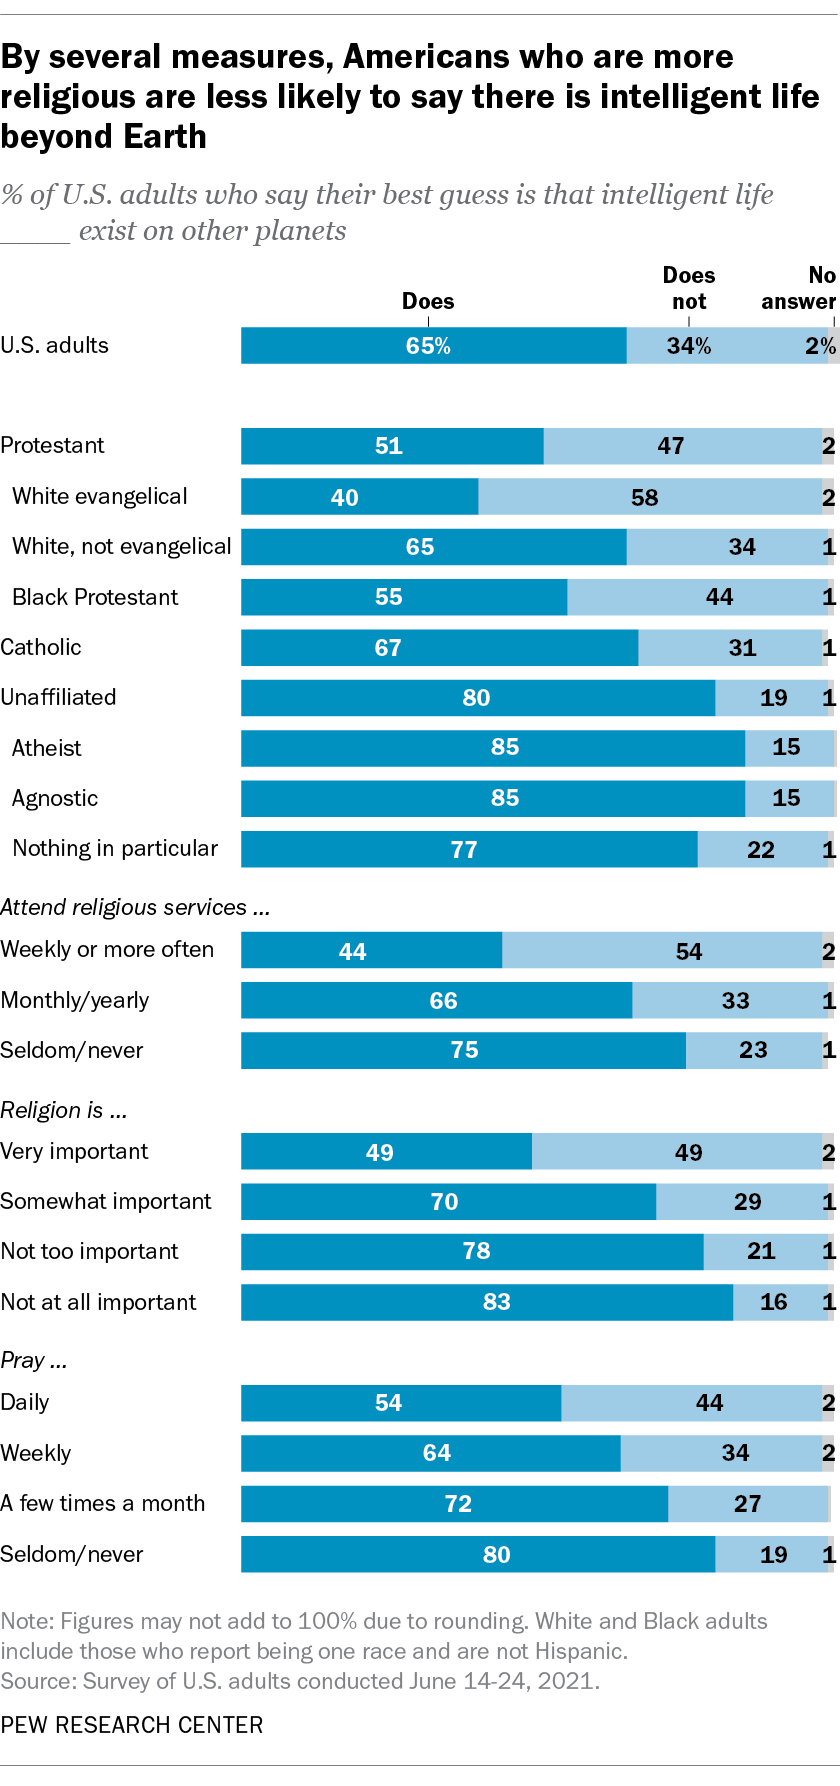 By several measures, Americans who are more
religious are less likely to say there is intelligent life
beyond Earth
% of U.S. adults who say their best guess is that intelligent life
_____ exist on other planets
Does Does not No answer
U.S. adults 65% 34% 2%
Protestant 51 47 2
White evangelical 40 58 2
White, not evangelical 65 34 1
Black Protestant 55 44 1
Catholic 67 31 1
Unaffiliated 80 19 1
Atheist 85 15
Agnostic 85 15
Nothing in particular 77 22 1
Attend religious services ...
Weekly or more often 44 54 2
Monthly/yearly 66 33 1
Seldom/never 75 23 1
Religion is ...
Very important 49 49 2
Somewhat important 70 29 1
Not too important 78 21 1
Not at all important 83 16 1
Pray ...
Daily 54 44 2
Weekly 64 34 2
A few times a month 72 27
Seldom/never 80 19 1
Note: Figures may not add to 100% due to rounding. White and Black adults
include those who report being one race and are not Hispanic.
Source: Survey of U.S. adults conducted June 14-24, 2021.
PEW RESEARCH CENTER